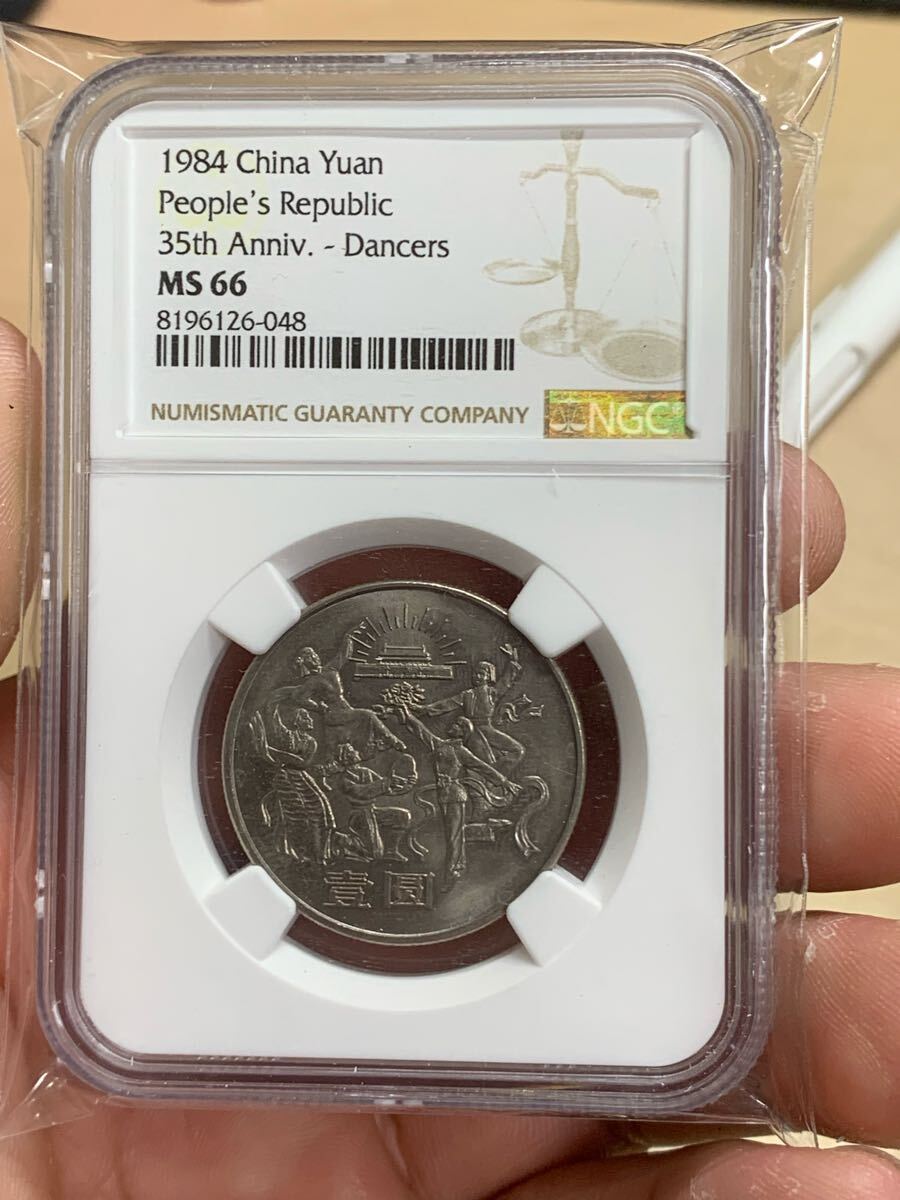 1984 China Yuan
People's Republic
35th Anniv. - Dancers
MS 66
8196126-048
NUMISMATIC GUARANTY COMPANY NGC
壹圆